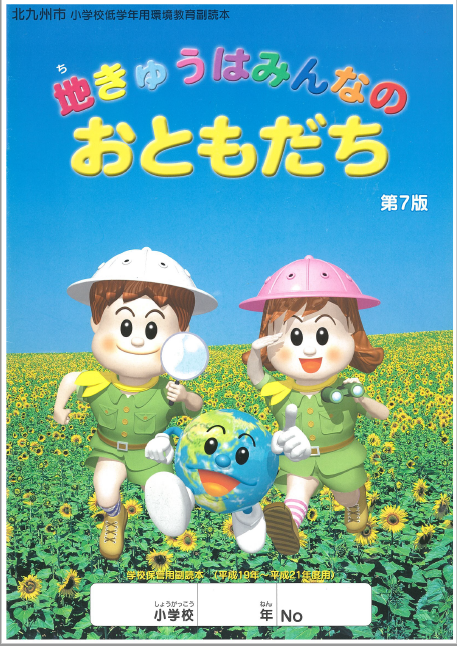 北九州市 小学校低学年用環境教育副読本
ち
地きゅうはみんなの
おともだち
第7版
学校保管用副読本 (平成19年～平成21年度用)
しょうがっこう ねん
小学校 年 No